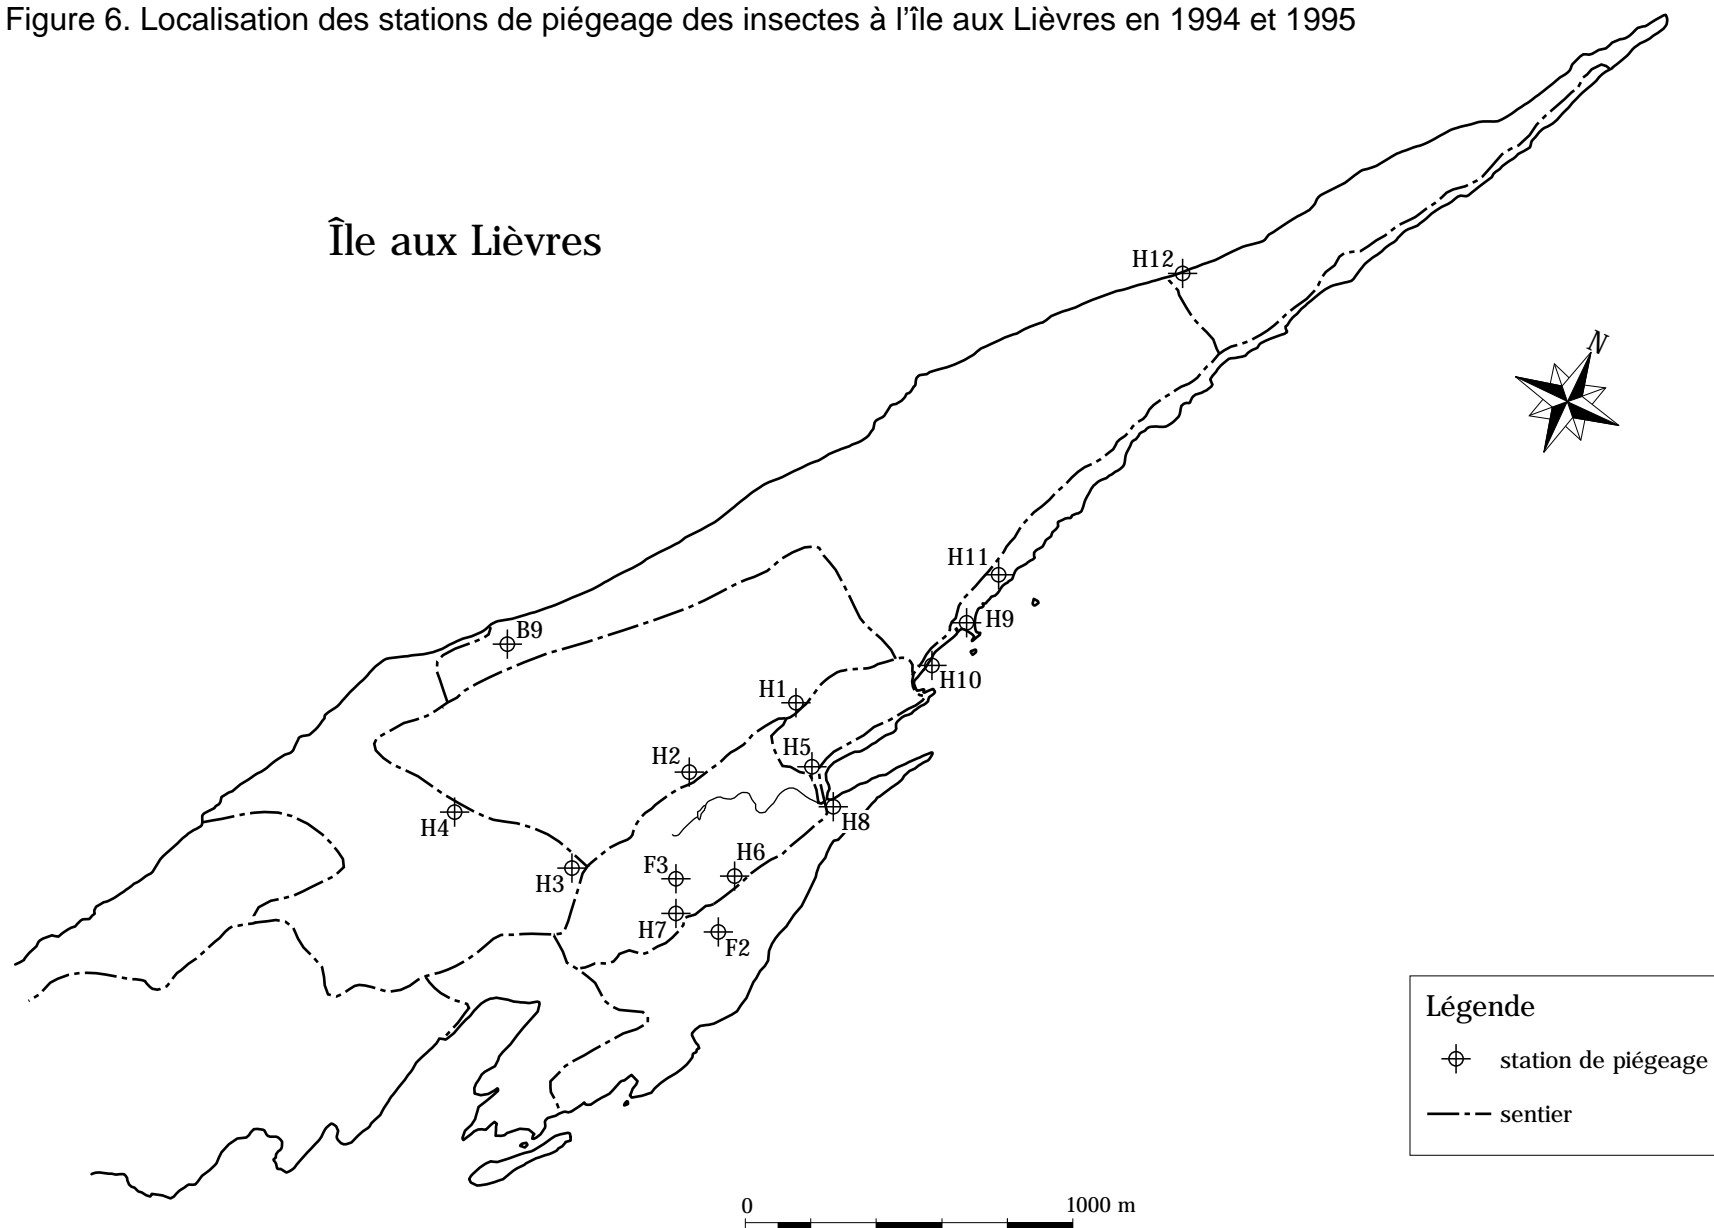 Figure 6. Localisation des stations de piégeage des insectes à l'île aux Lièvres en 1994 et 1995
Île aux Lièvres
H12
N
H11
H9
B9
H10
H1
H5
H2
H8
H4
H6
F3
H3
H7
F2
Légende
station de piégeage
sentier
0 1000 m